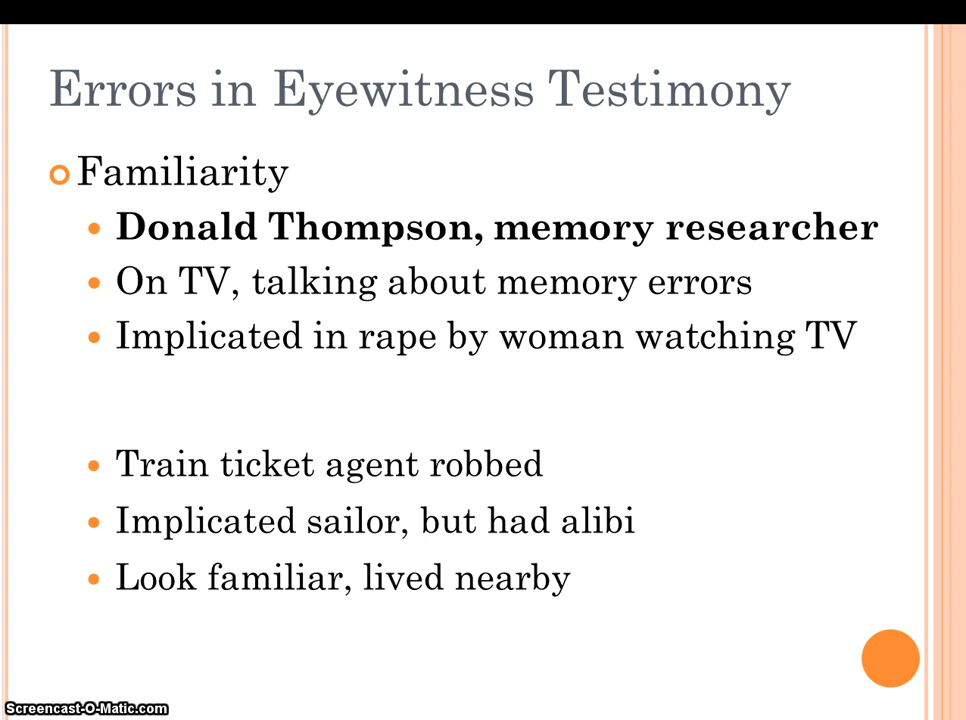 Errors in Eyewitness Testimony
Familiarity
Donald Thompson, memory researcher
On TV, talking about memory errors
Implicated in rape by woman watching TV
Train ticket agent robbed
Implicated sailor, but had alibi
Look familiar, lived nearby
Screencast-O-Matic.com